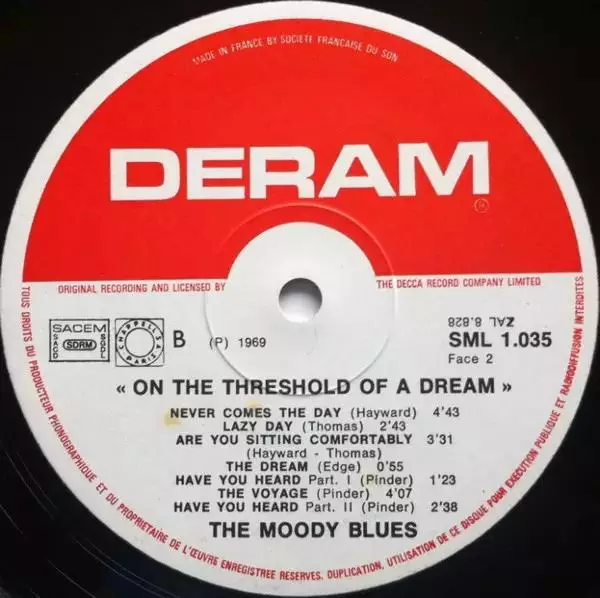 MADE IN FRANCE BY SOCIETE FRANCAISE DU SON
DERAM
®
ORIGINAL RECORDING AND LICENSED BY THE DECCA RECORD COMPANY LIMITED
SACEM
SACD SDRM SGDL
CHAPPELL S.A.
PARIS
B
(P) 1969
ZAL 8.828
SML 1.035
Face 2
« ON THE THRESHOLD OF A DREAM »
NEVER COMES THE DAY (Hayward) 4'43
LAZY DAY (Thomas) 2'43
ARE YOU SITTING COMFORTABLY 3'31
(Hayward - Thomas)
THE DREAM (Edge) 0'55
HAVE YOU HEARD Part. I (Pinder) 1'23
THE VOYAGE (Pinder) 4'07
HAVE YOU HEARD Part. II (Pinder) 2'38
THE MOODY BLUES
TOUS DROITS DU PRODUCTEUR PHONOGRAPHIQUE ET DU PROPRIETAIRE DE L'ŒUVRE ENREGISTREE RESERVES. DUPLICATION, UTILISATION DE CE DISQUE POUR EXECUTION PUBLIQUE ET RADIODIFFUSION INTERDITES